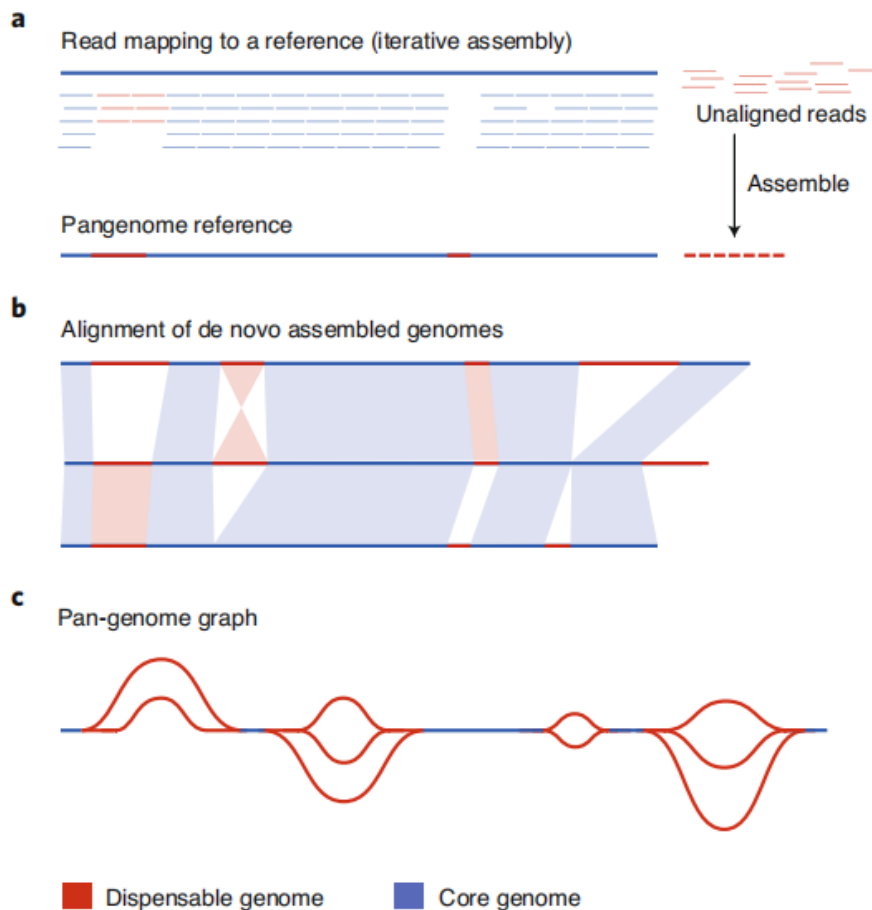 a
Read mapping to a reference (iterative assembly)
Unaligned reads
Assemble
Pangenome reference
b
Alignment of de novo assembled genomes
c
Pan-genome graph
Dispensable genome
Core genome